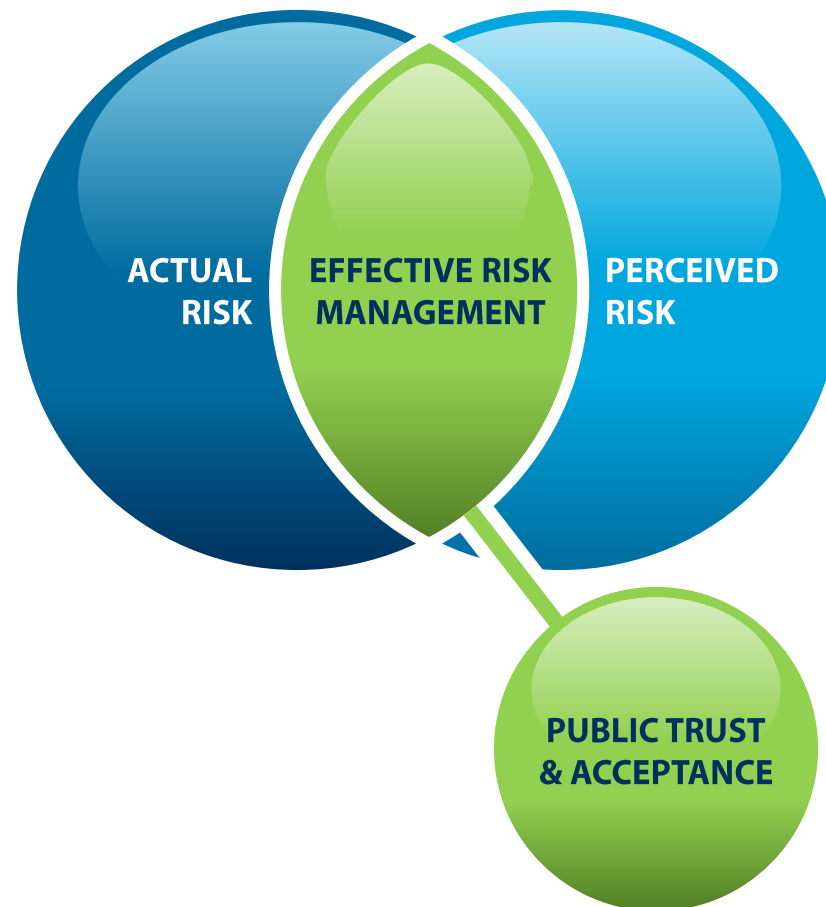 ACTUAL
RISK
EFFECTIVE RISK
MANAGEMENT
PERCEIVED
RISK
PUBLIC TRUST
& ACCEPTANCE